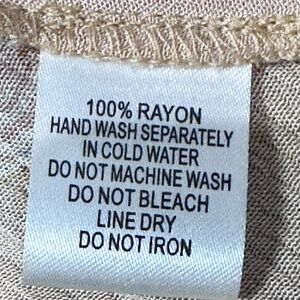 100% RAYON
HAND WASH SEPARATELY
IN COLD WATER
DO NOT MACHINE WASH
DO NOT BLEACH
LINE DRY
DO NOT IRON